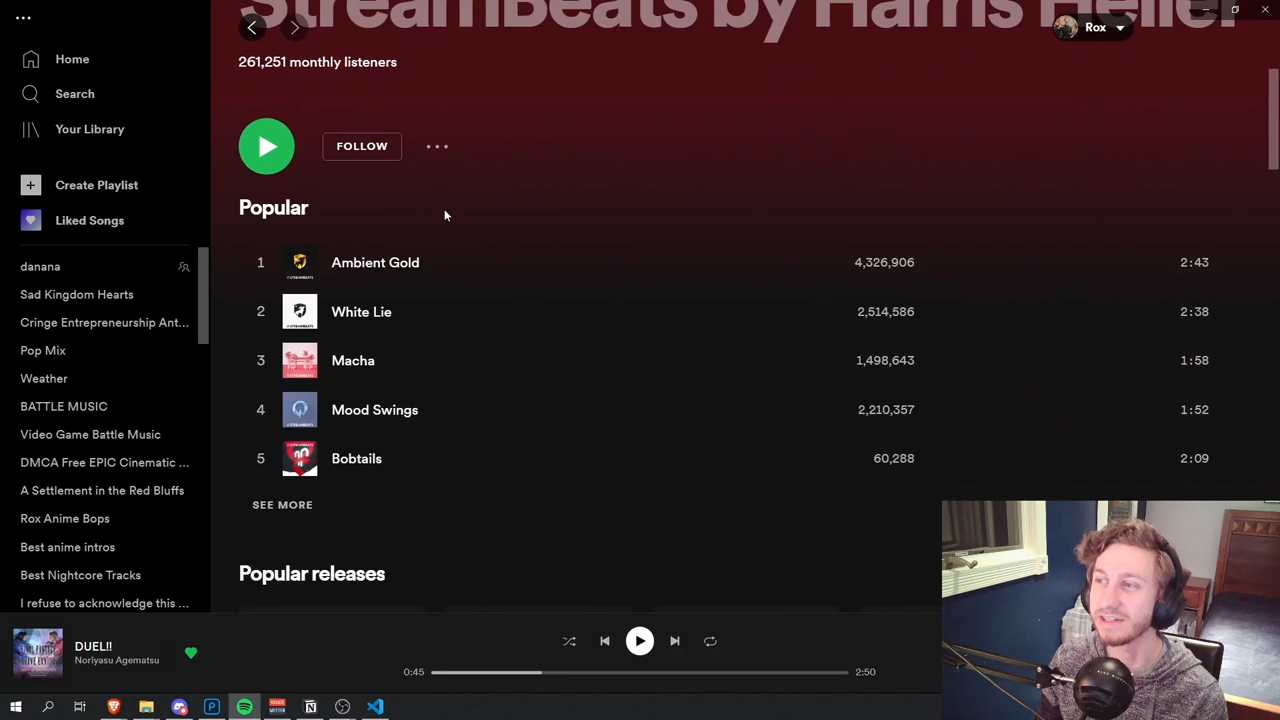 StreamBeats by Harris Heller
Rox
261,251 monthly listeners
Home
Search
Your Library
Create Playlist
Liked Songs
danana
Sad Kingdom Hearts
Cringe Entrepreneurship Ant...
Pop Mix
Weather
BATTLE MUSIC
Video Game Battle Music
DMCA Free EPIC Cinematic ...
A Settlement in the Red Bluffs
Rox Anime Bops
Best anime intros
Best Nightcore Tracks
I refuse to acknowledge this ...
FOLLOW
Popular
1 Ambient Gold 4,326,906 2:43
2 White Lie 2,514,586 2:38
3 Macha 1,498,643 1:58
4 Mood Swings 2,210,357 1:52
5 Bobtails 60,288 2:09
SEE MORE
Popular releases
DUEL!!
Noriyasu Agematsu
0:45
2:50